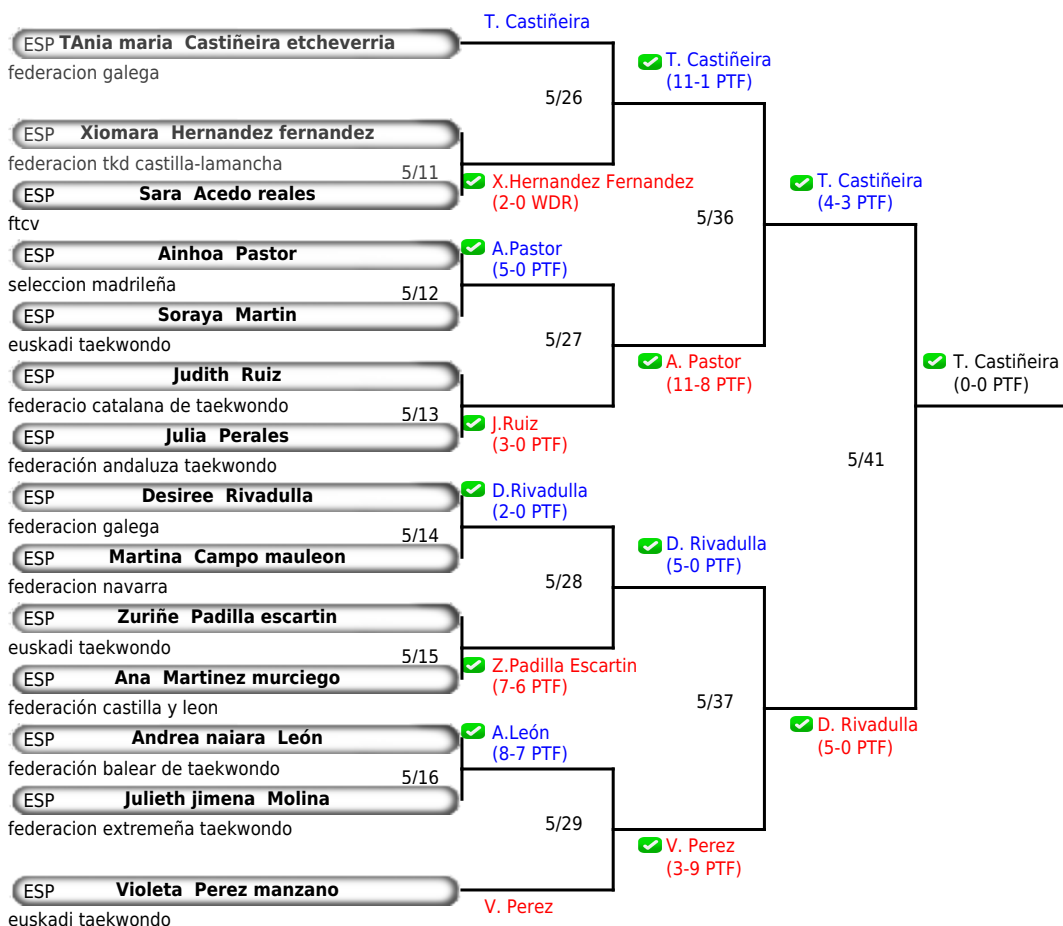 T. Castiñeira
ESP TAnia maria Castiñeira etcheverria
federacion galega
T. Castiñeira
(11-1 PTF)
5/26
ESP Xiomara Hernandez fernandez
federacion tkd castilla-lamancha
5/11
X.Hernandez Fernandez
(2-0 WDR)
T. Castiñeira
(4-3 PTF)
ESP Sara Acedo reales
ftcv
5/36
ESP Ainhoa Pastor
seleccion madrileña
A.Pastor
(5-0 PTF)
5/12
ESP Soraya Martin
euskadi taekwondo
5/27
ESP Judith Ruiz
federacio catalana de taekwondo
A. Pastor
(11-8 PTF)
T. Castiñeira
(0-0 PTF)
5/13
J.Ruiz
(3-0 PTF)
ESP Julia Perales
federación andaluza taekwondo
5/41
ESP Desiree Rivadulla
federacion galega
D.Rivadulla
(2-0 PTF)
5/14
ESP Martina Campo mauleon
federacion navarra
D. Rivadulla
(5-0 PTF)
5/28
ESP Zuriñe Padilla escartin
euskadi taekwondo
5/15
Z.Padilla Escartin
(7-6 PTF)
ESP Ana Martinez murciego
federación castilla y leon
5/37
ESP Andrea naiara León
federación balear de taekwondo
A.León
(8-7 PTF)
D. Rivadulla
(5-0 PTF)
5/16
ESP Julieth jimena Molina
federacion extremeña taekwondo
5/29
V. Perez
(3-9 PTF)
ESP Violeta Perez manzano
euskadi taekwondo
V. Perez